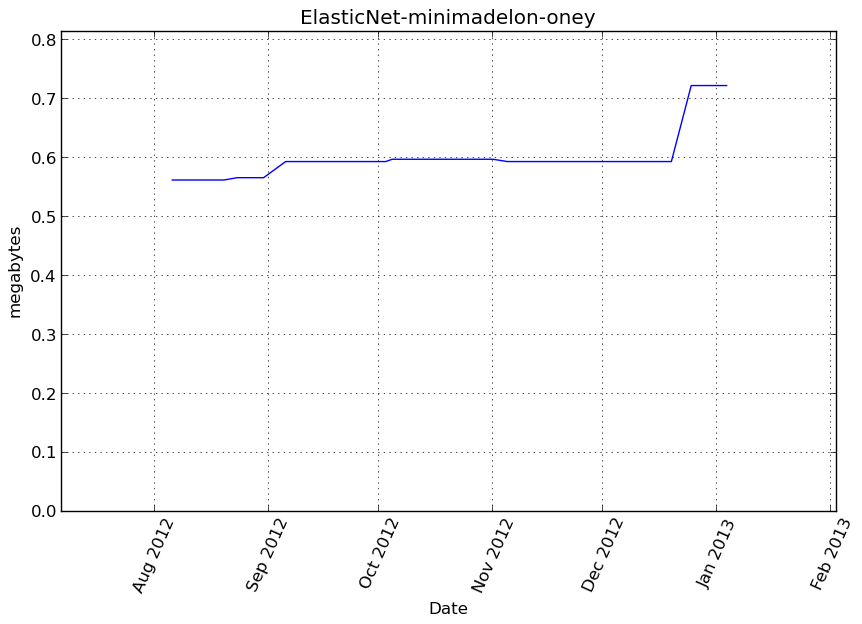 ElasticNet-minimadelon-oney
0.8
0.7
0.6
0.5
0.4
0.3
0.2
0.1
0.0
megabytes
Aug 2012
Sep 2012
Oct 2012
Nov 2012
Dec 2012
Jan 2013
Feb 2013
Date